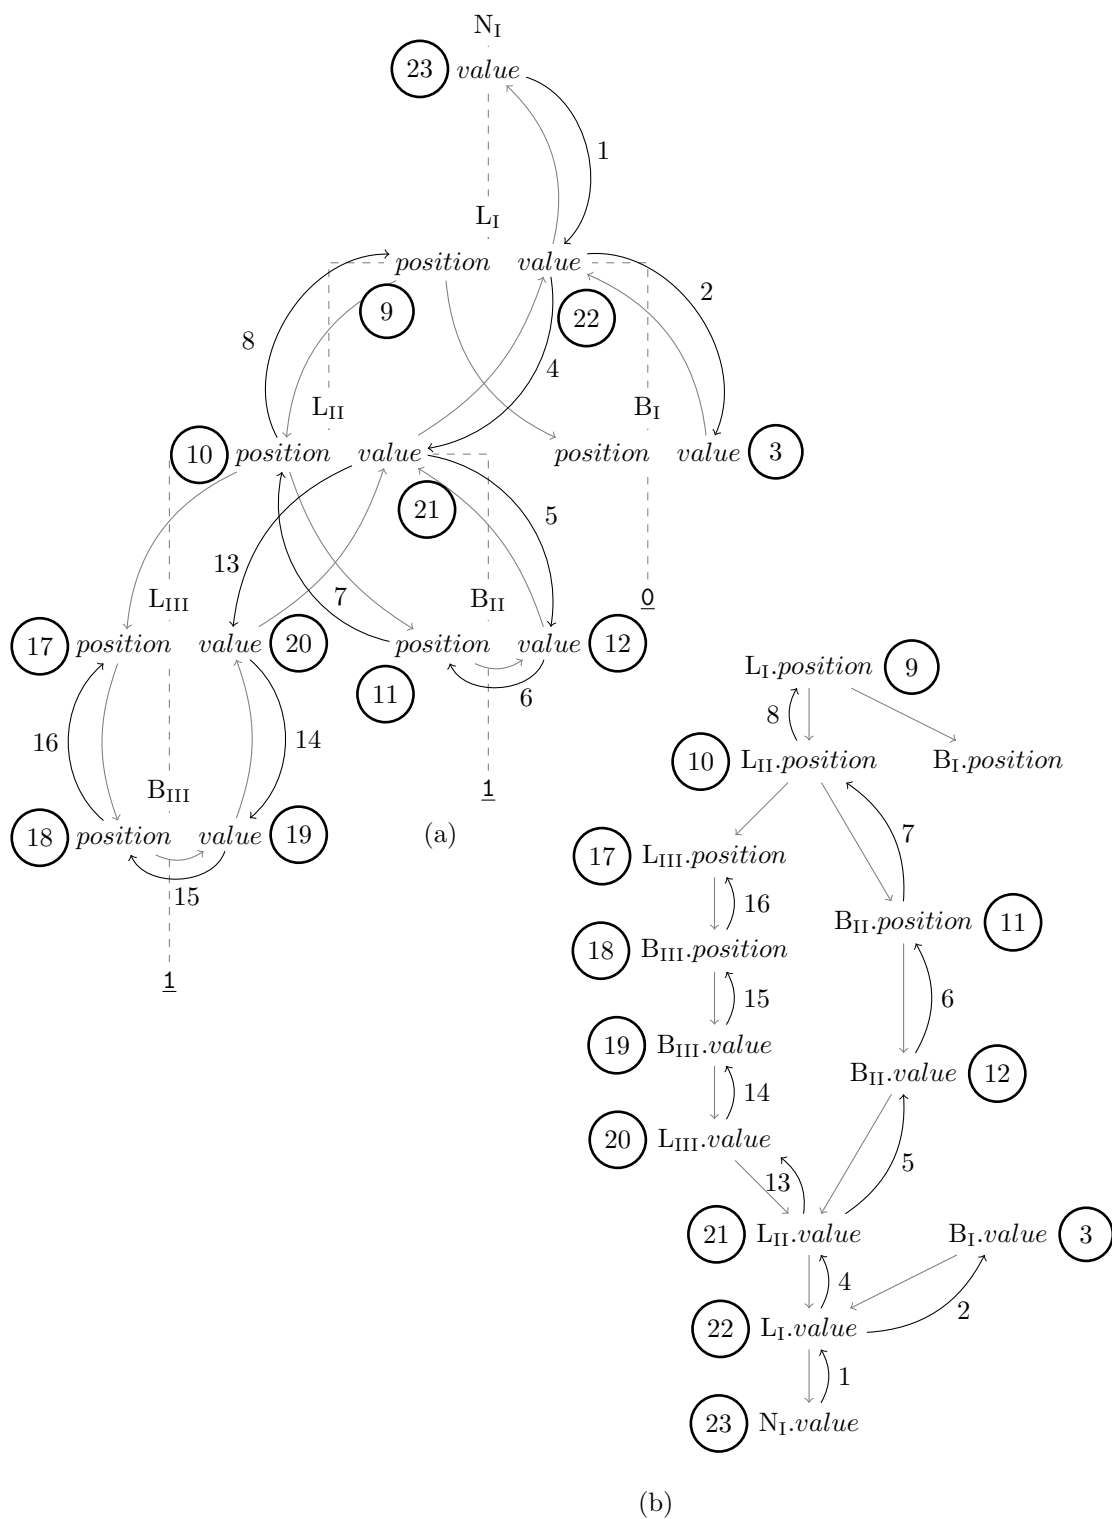 N_I
23 value
1
L_I
position value
9 22 2
8 4
L_II B_I
10 position value position value 3
21 5
13 7
L_III B_II 0
17 position value 20 position value 12
11 6
16 14
B_III 1
18 position value 19 (a)
15
1
L_I.position 9
8
10 L_II.position B_I.position
7
17 L_III.position
16 B_II.position 11
18 B_III.position
15 6
19 B_III.value
B_II.value 12
14
20 L_III.value
13 5
21 L_II.value B_I.value 3
4 2
22 L_I.value
1
23 N_I.value
(b)